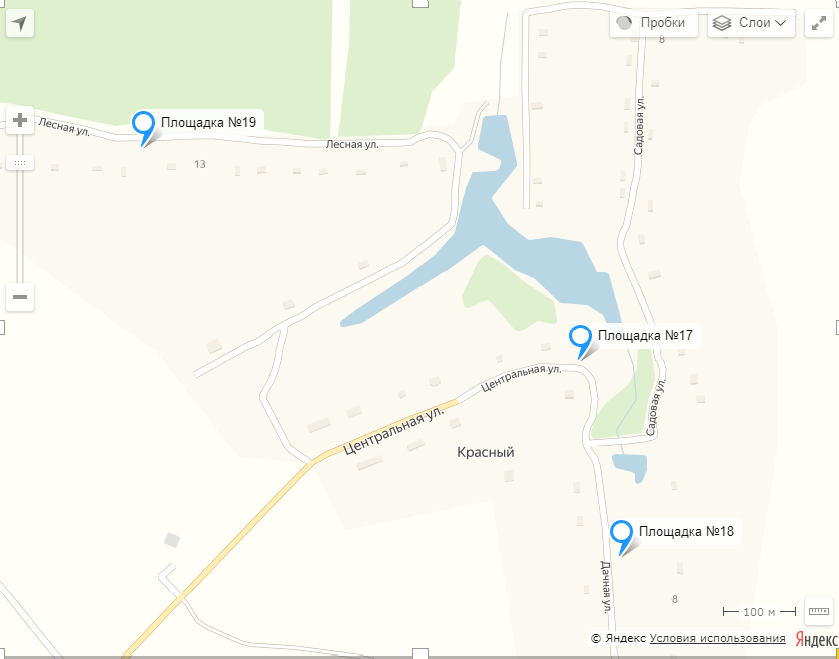 Пробки
Слои
8
Лесная ул.
Площадка №19
Лесная ул.
13
Садовая ул.
Площадка №17
Центральная ул.
Садовая ул.
Центральная ул.
Красный
Площадка №18
Дачная ул.
8
100 м
© Яндекс Условия использования
Яндекс